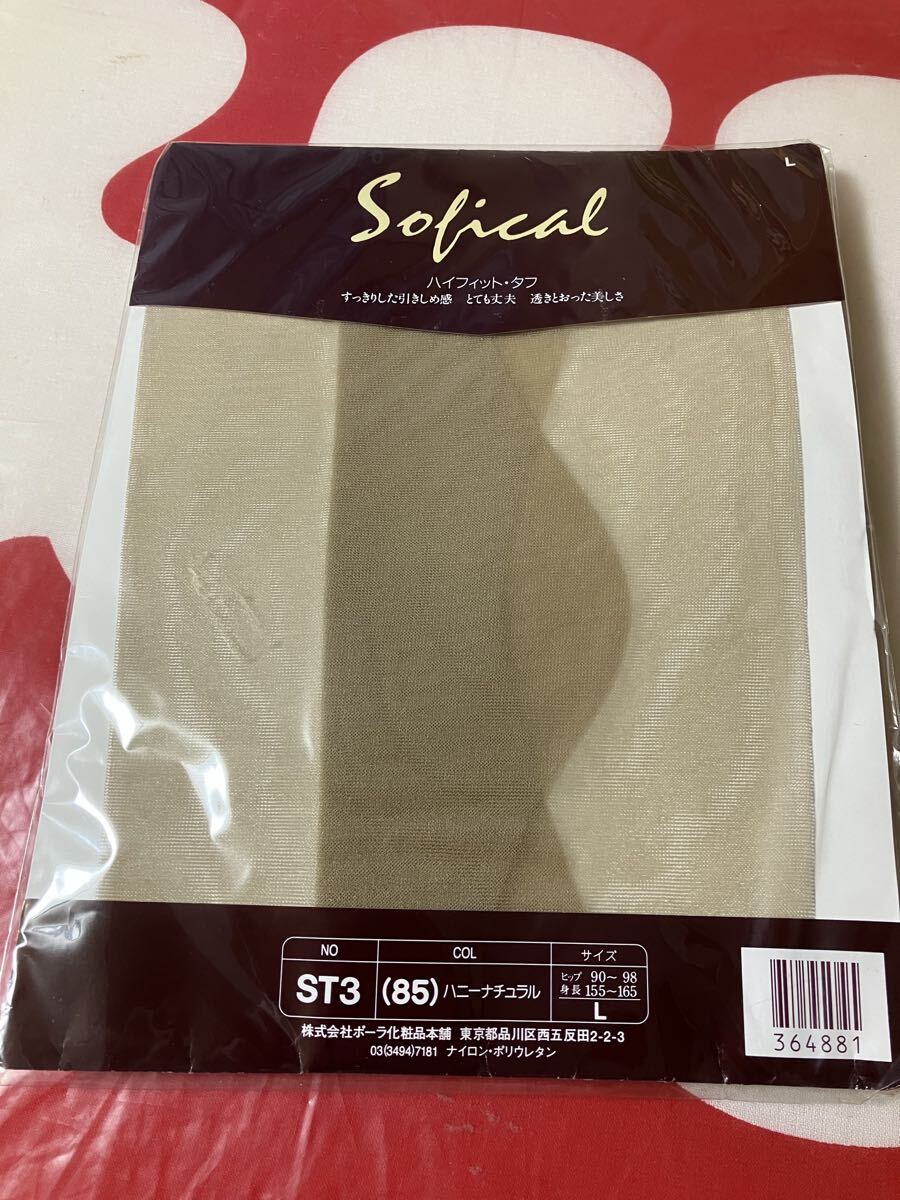 L
Sofical
ハイフィット・タフ
すっきりした引きしめ感 とても丈夫 透きとおった美しさ
NO COL サイズ
ST3 (85)ハニーナチュラル
ヒップ 90～98
身長 155～165
L
株式会社ポーラ化粧品本舗 東京都品川区西五反田2-2-3
03(3494)7181 ナイロン・ポリウレタン
364881